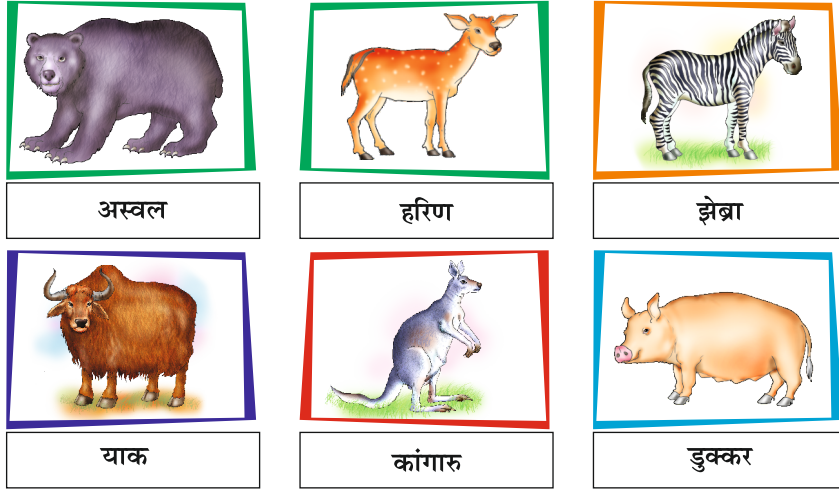 अस्वल
हरिण
झेब्रा
याक
कांगारु
डुक्कर